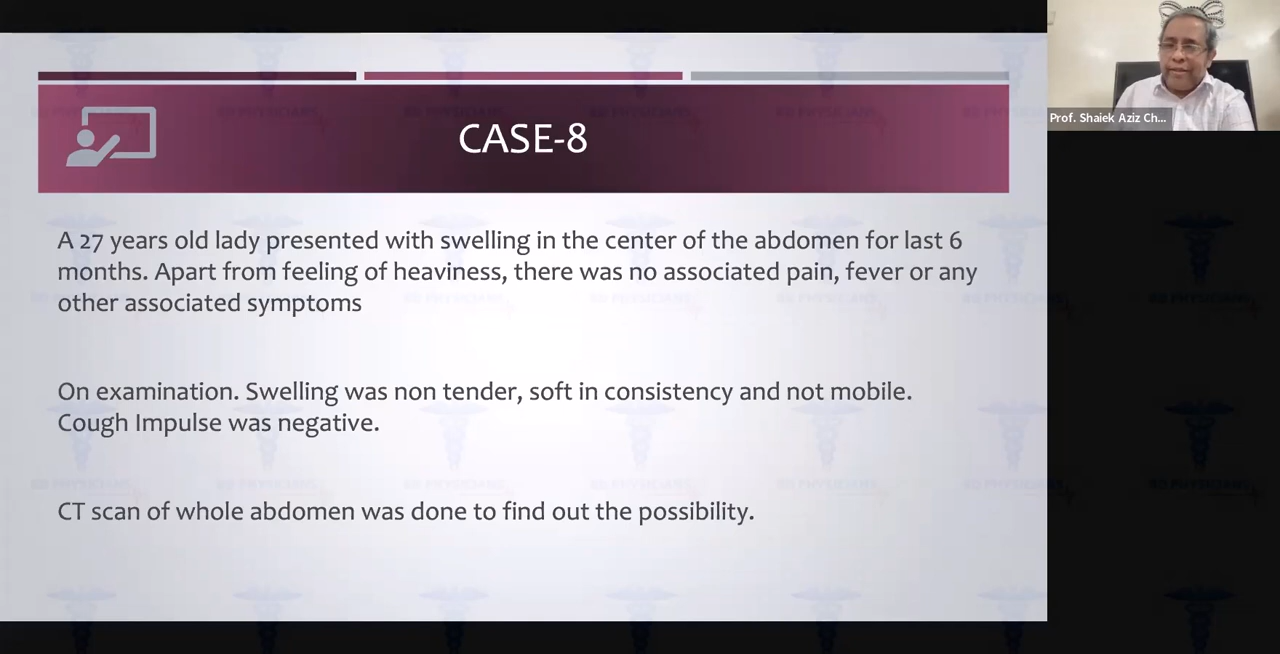 CASE-8
A 27 years old lady presented with swelling in the center of the abdomen for last 6
months. Apart from feeling of heaviness, there was no associated pain, fever or any
other associated symptoms
On examination. Swelling was non tender, soft in consistency and not mobile.
Cough Impulse was negative.
CT scan of whole abdomen was done to find out the possibility.
Prof. Shaiek Aziz Ch...